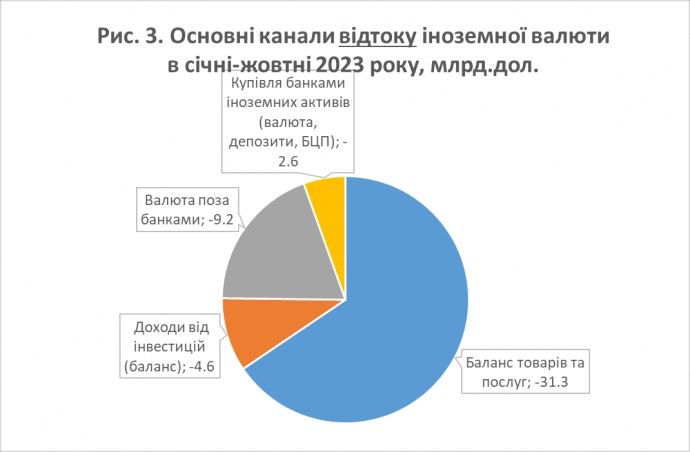 Рис. 3. Основні канали відтоку іноземної валюти
в січні-жовтні 2023 року, млрд.дол.
Купівля банками
іноземних активів
(валюта,
депозити, БЦП); -
2.6
Валюта поза
банками; -9.2
Доходи від
інвестицій
(баланс); -4.6
Баланс товарів та
послуг; -31.3